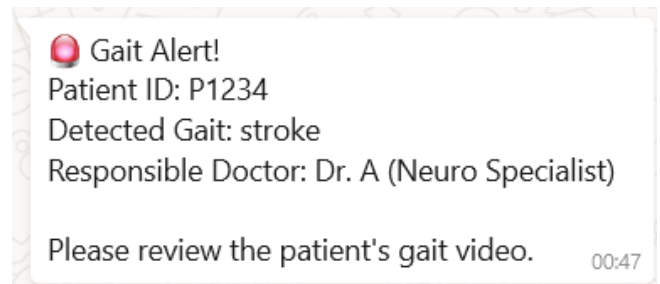 🚨 Gait Alert!
Patient ID: P1234
Detected Gait: stroke
Responsible Doctor: Dr. A (Neuro Specialist)
Please review the patient's gait video.
00:47